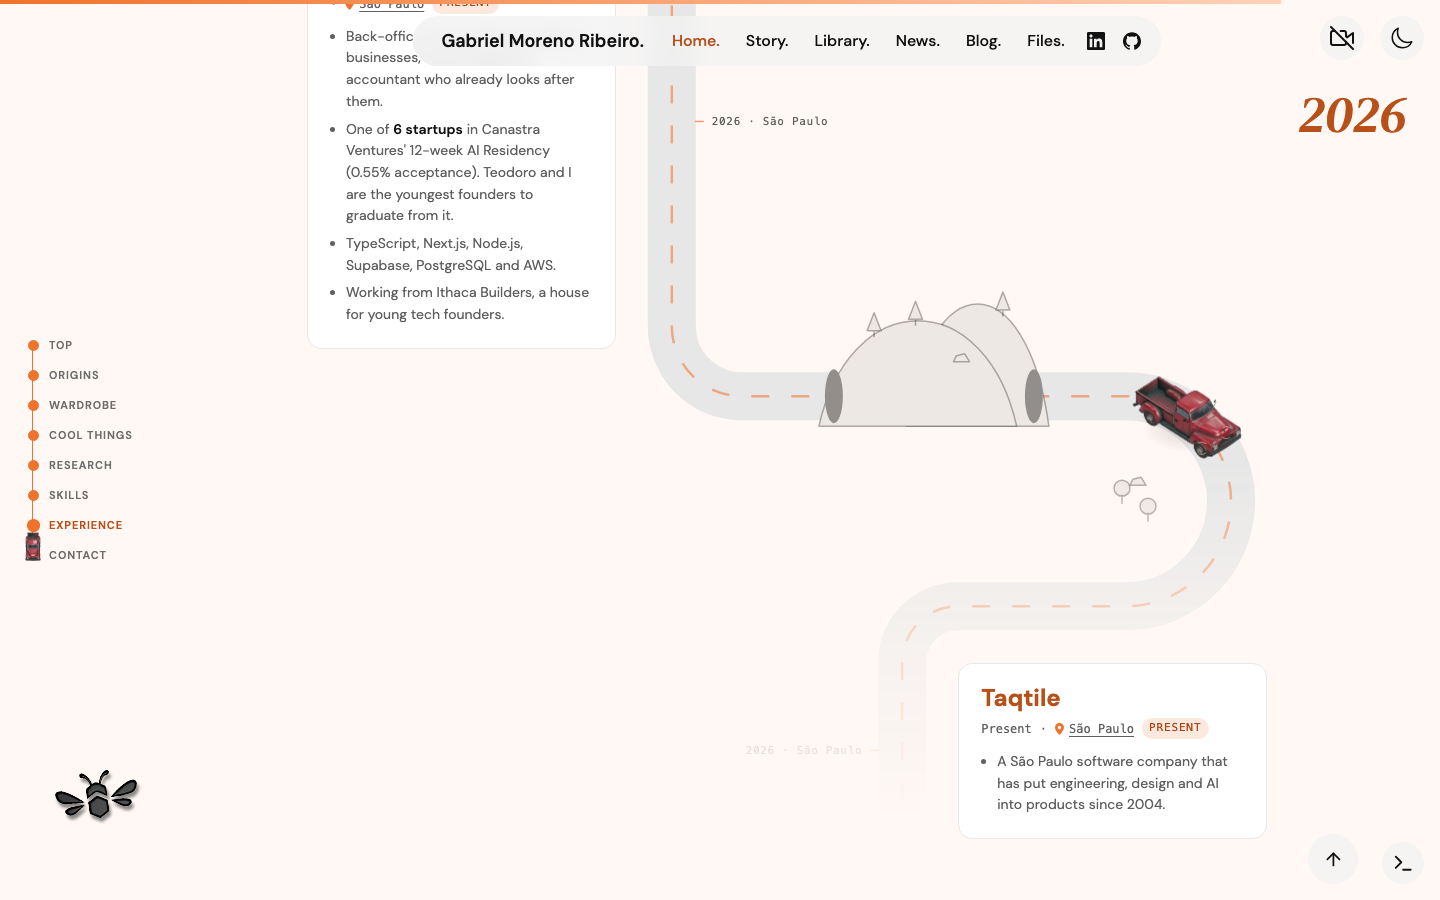 São Paulo
PRESENT
Gabriel Moreno Ribeiro.
Home.
Story.
Library.
News.
Blog.
Files.
Back-offic
businesses,
accountant who already looks after
them.
One of 6 startups in Canastra
Ventures' 12-week AI Residency
(0.55% acceptance). Teodoro and I
are the youngest founders to
graduate from it.
TypeScript, Next.js, Node.js,
Supabase, PostgreSQL and AWS.
Working from Ithaca Builders, a house
for young tech founders.
2026 · São Paulo
2026
TOP
ORIGINS
WARDROBE
COOL THINGS
RESEARCH
SKILLS
EXPERIENCE
CONTACT
2026 · São Paulo
Taqtile
Present · São Paulo PRESENT
A São Paulo software company that
has put engineering, design and AI
into products since 2004.